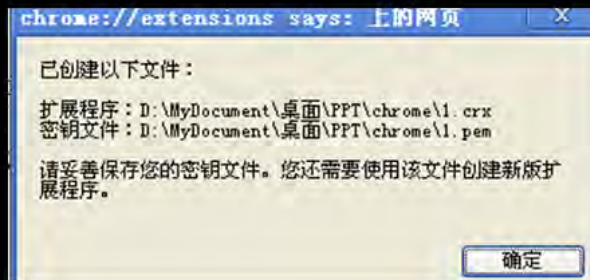 chrome://extensions says: 上的网页
已创建以下文件：
扩展程序：D:\MyDocument\桌面\PPT\chrome\1.crx
密钥文件：D:\MyDocument\桌面\PPT\chrome\1.pem
请妥善保存您的密钥文件。您还需要使用该文件创建新版扩
展程序。
确定